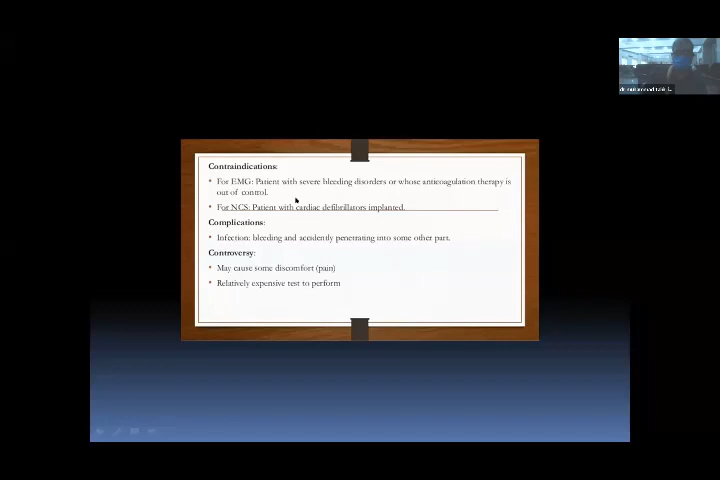 Contraindications:
• For EMG: Patient with severe bleeding disorders or whose anticoagulation therapy is
out of control.
• For NCS: Patient with cardiac defibrillators implanted.
Complications:
• Infection: bleeding and accidently penetrating into some other part.
Controversy:
• May cause some discomfort (pain)
• Relatively expensive test to perform